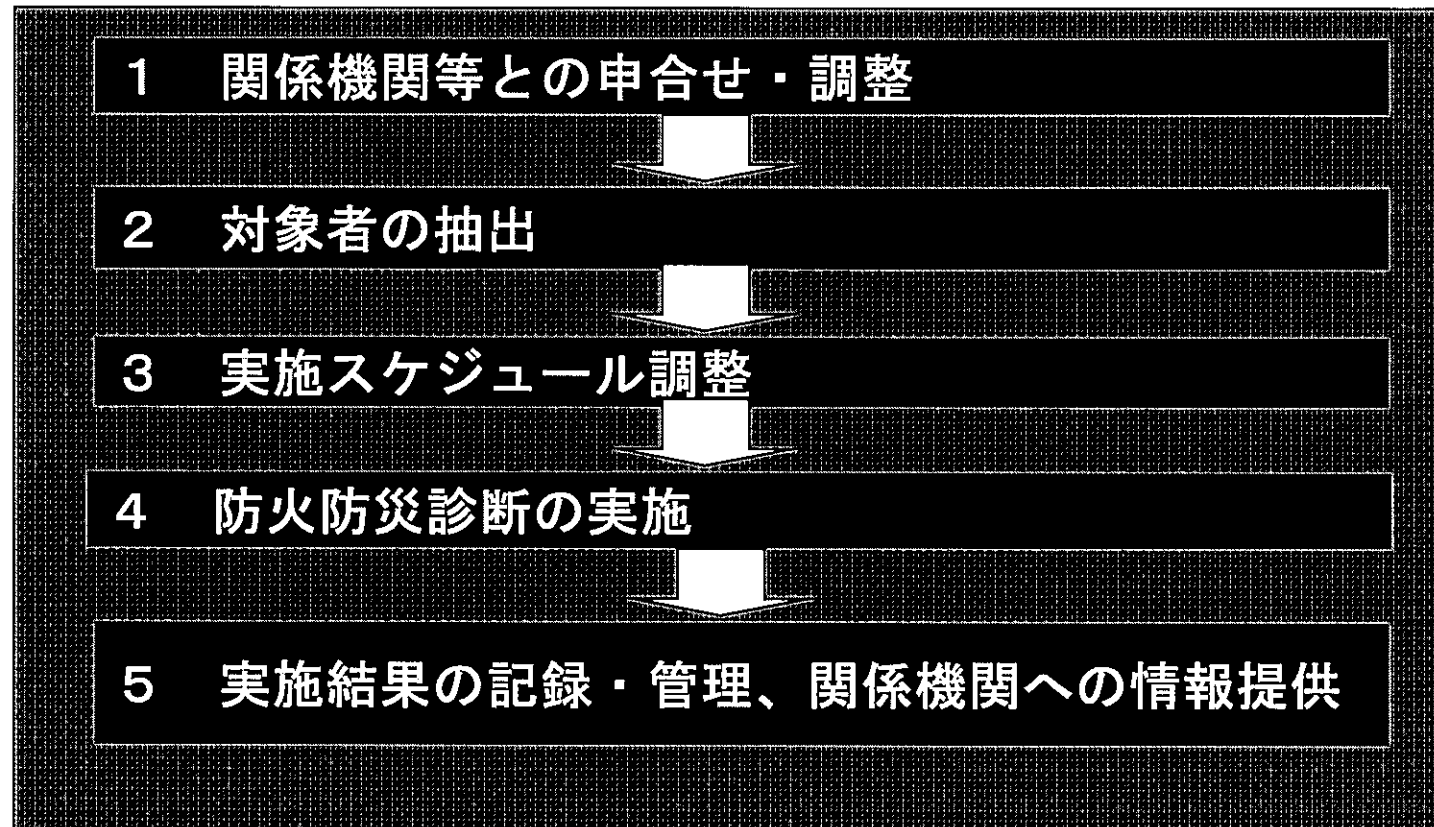 1 関係機関等との申合せ・調整
2 対象者の抽出
3 実施スケジュール調整
4 防火防災診断の実施
5 実施結果の記録・管理、関係機関への情報提供